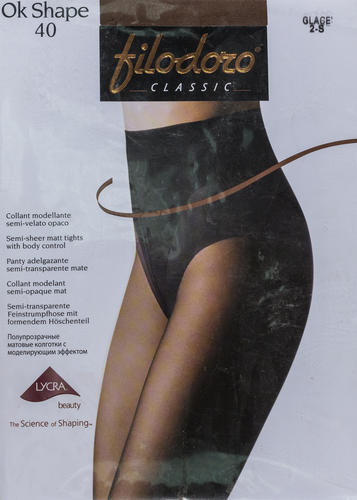 Ok Shape
40
GLACE'
2-S
filodoro
CLASSIC
Collant modellante
semi-velato opaco
Semi-sheer matt tights
with body control
Panty adelgazante
semi-transparente mate
Collant modelant
semi-opaque mat
Semi-transparente
Feinstrumpfhose mit
formendem Höschenteil
Полупрозрачные
матовые колготки с
моделирующим эффектом
LYCRA
beauty
The Science of Shaping™